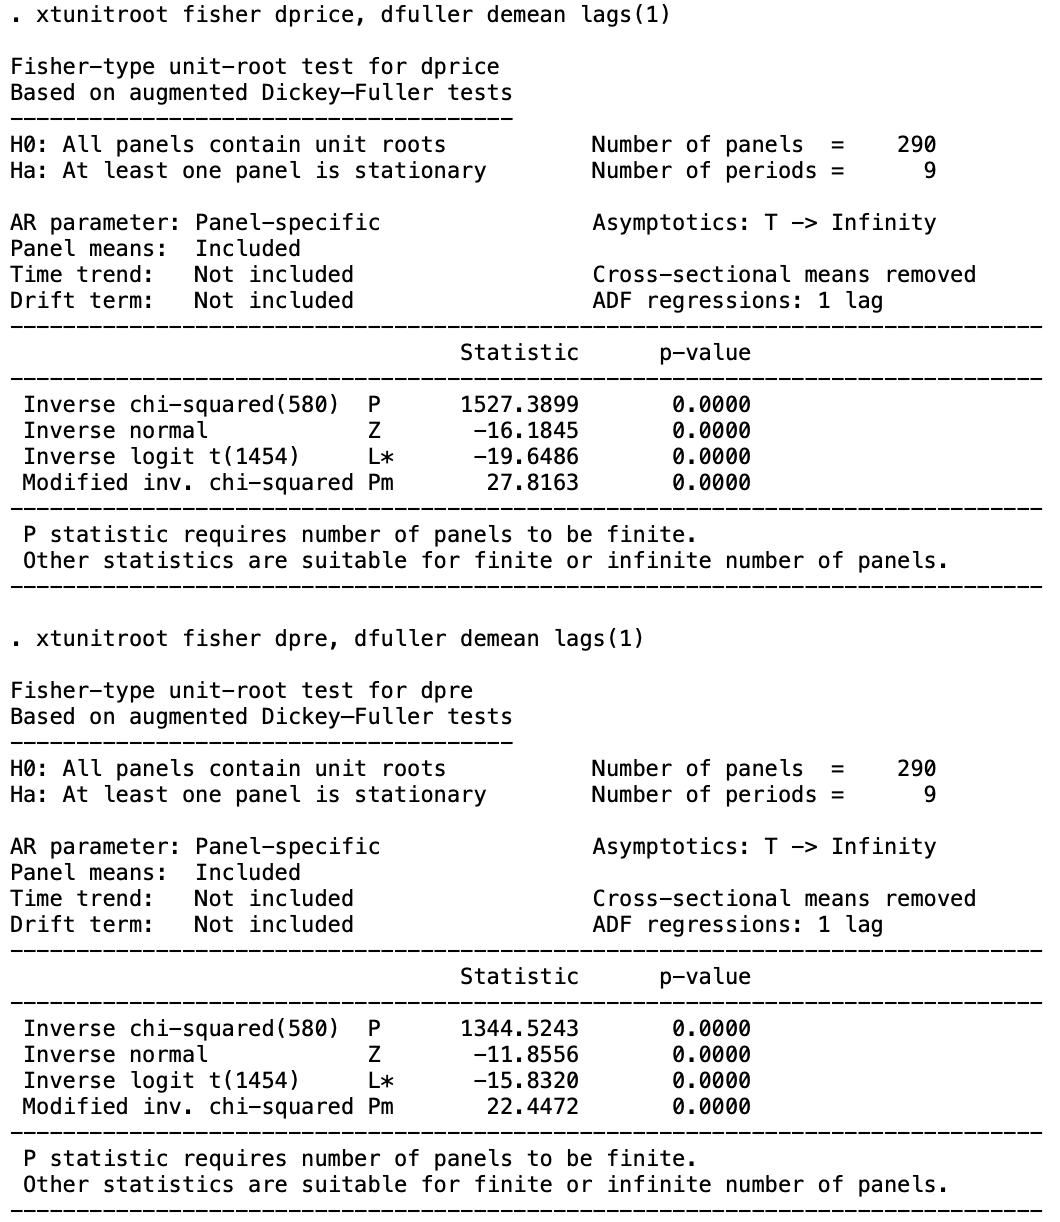 . xtunitroot fisher dprice, dfuller demean lags(1)
Fisher–type unit–root test for dprice
Based on augmented Dickey–Fuller tests
H0: All panels contain unit roots Number of panels = 290
Ha: At least one panel is stationary Number of periods = 9
AR parameter: Panel–specific Asymptotics: T –> Infinity
Panel means: Included
Time trend: Not included Cross–sectional means removed
Drift term: Not included ADF regressions: 1 lag
Statistic p–value
Inverse chi–squared(580) P 1527.3899 0.0000
Inverse normal Z –16.1845 0.0000
Inverse logit t(1454) L* –19.6486 0.0000
Modified inv. chi–squared Pm 27.8163 0.0000
P statistic requires number of panels to be finite.
Other statistics are suitable for finite or infinite number of panels.
. xtunitroot fisher dpre, dfuller demean lags(1)
Fisher–type unit–root test for dpre
Based on augmented Dickey–Fuller tests
H0: All panels contain unit roots Number of panels = 290
Ha: At least one panel is stationary Number of periods = 9
AR parameter: Panel–specific Asymptotics: T –> Infinity
Panel means: Included
Time trend: Not included Cross–sectional means removed
Drift term: Not included ADF regressions: 1 lag
Statistic p–value
Inverse chi–squared(580) P 1344.5243 0.0000
Inverse normal Z –11.8556 0.0000
Inverse logit t(1454) L* –15.8320 0.0000
Modified inv. chi–squared Pm 22.4472 0.0000
P statistic requires number of panels to be finite.
Other statistics are suitable for finite or infinite number of panels.